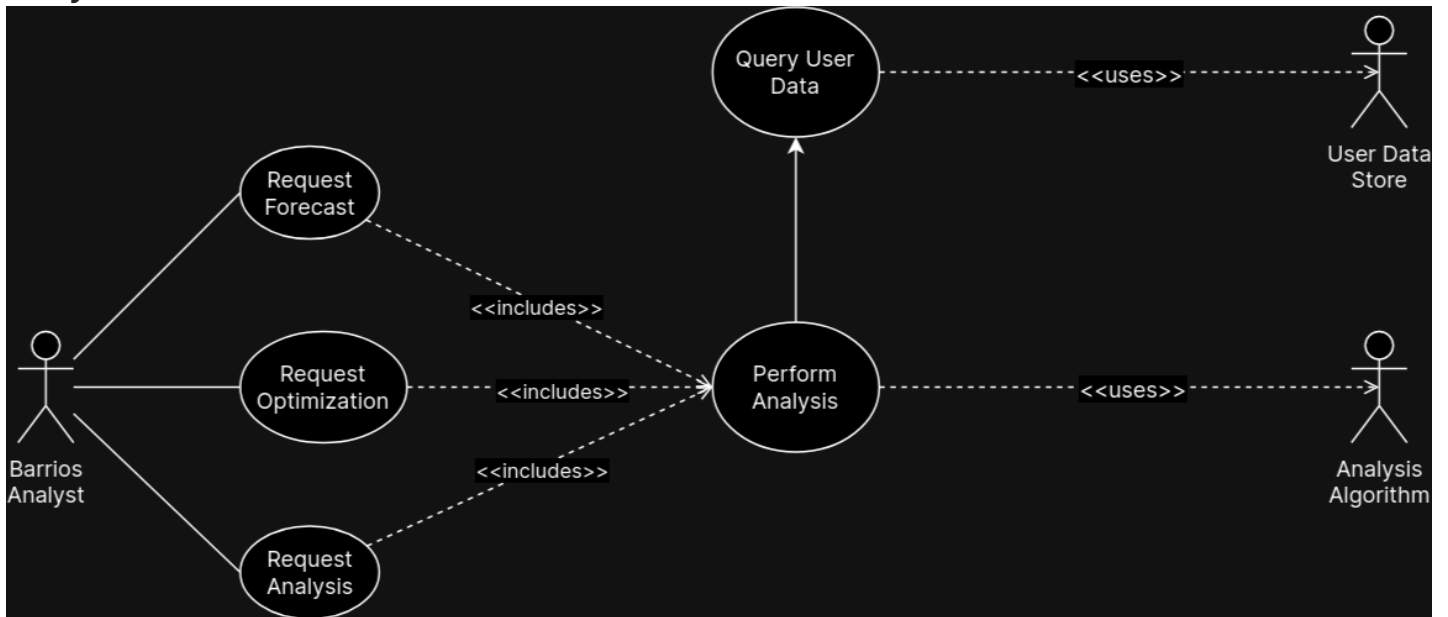 Query User
Data
<<uses>>
User Data
Store
Request
Forecast
<<includes>>
Request
Optimization
<<includes>>
Perform
Analysis
<<uses>>
Barrios
Analyst
<<includes>>
Analysis
Algorithm
Request
Analysis